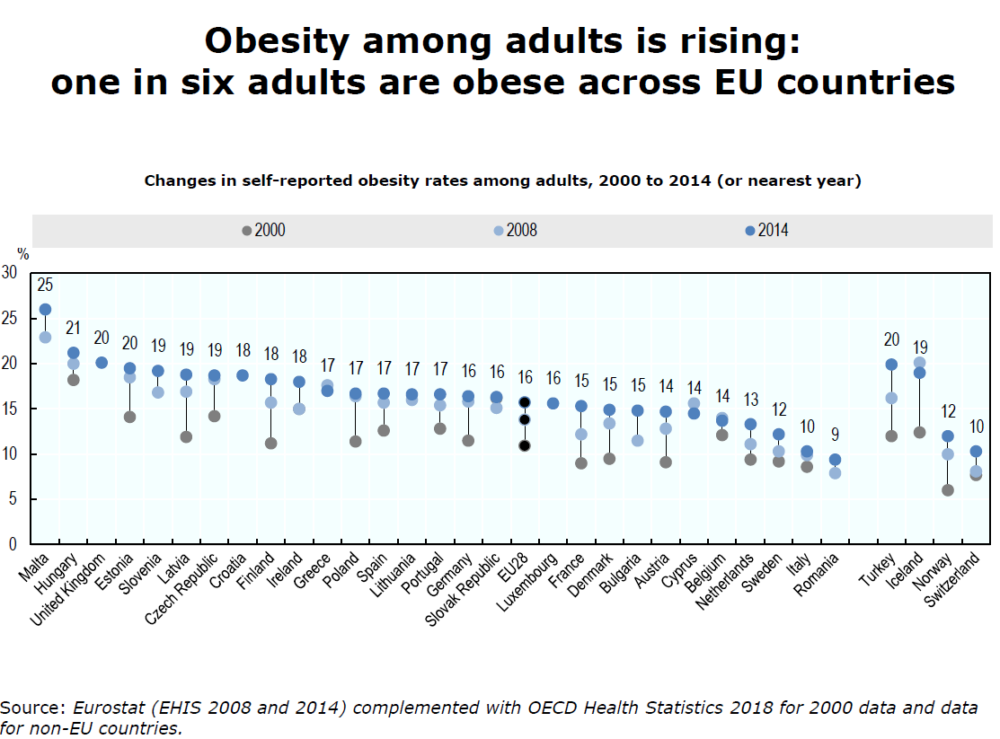 Obesity among adults is rising:
one in six adults are obese across EU countries
Changes in self-reported obesity rates among adults, 2000 to 2014 (or nearest year)
2000 2008 2014
%
30
25
20
15
10
5
0
25 21 20 20 19 19 19 18 18 18 17 17 17 17 17 16 16 16 16 15 15 15 14 14 14 13 12 10 9 20 19 12 10
Malta
Hungary
United Kingdom
Estonia
Slovenia
Latvia
Czech Republic
Croatia
Finland
Ireland
Greece
Poland
Spain
Lithuania
Portugal
Germany
Slovak Republic
EU28
Luxembourg
France
Denmark
Bulgaria
Austria
Cyprus
Belgium
Netherlands
Sweden
Italy
Romania
Turkey
Iceland
Norway
Switzerland
Source: Eurostat (EHIS 2008 and 2014) complemented with OECD Health Statistics 2018 for 2000 data and data
for non-EU countries.